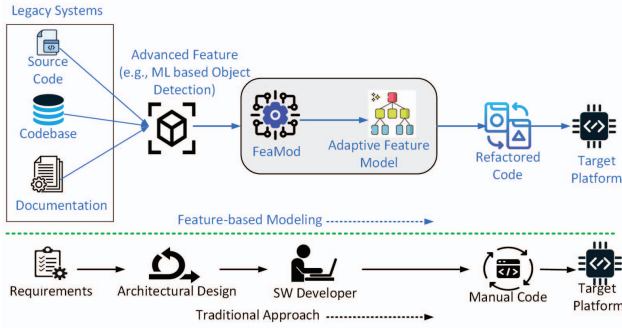 Legacy Systems
Source
Code
Codebase
Documentation
Advanced Feature
(e.g., ML based Object
Detection)
FeaMod
Adaptive Feature
Model
Refactored
Code
Target
Platform
Feature-based Modeling
Requirements
Architectural Design
SW Developer
Manual Code
Target
Platform
Traditional Approach